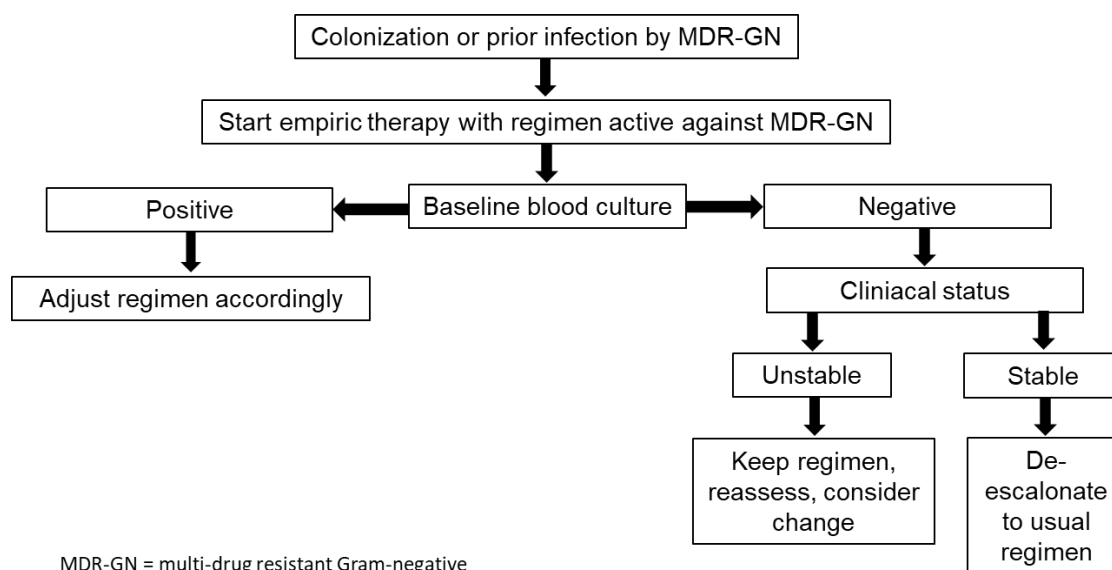 Colonization or prior infection by MDR-GN
Start empiric therapy with regimen active against MDR-GN
Positive
Baseline blood culture
Negative
Adjust regimen accordingly
Cliniacal status
Unstable
Stable
Keep regimen,
reassess, consider
change
De-
escalonate
to usual
regimen
MDR-GN = multi-drug resistant Gram-negative